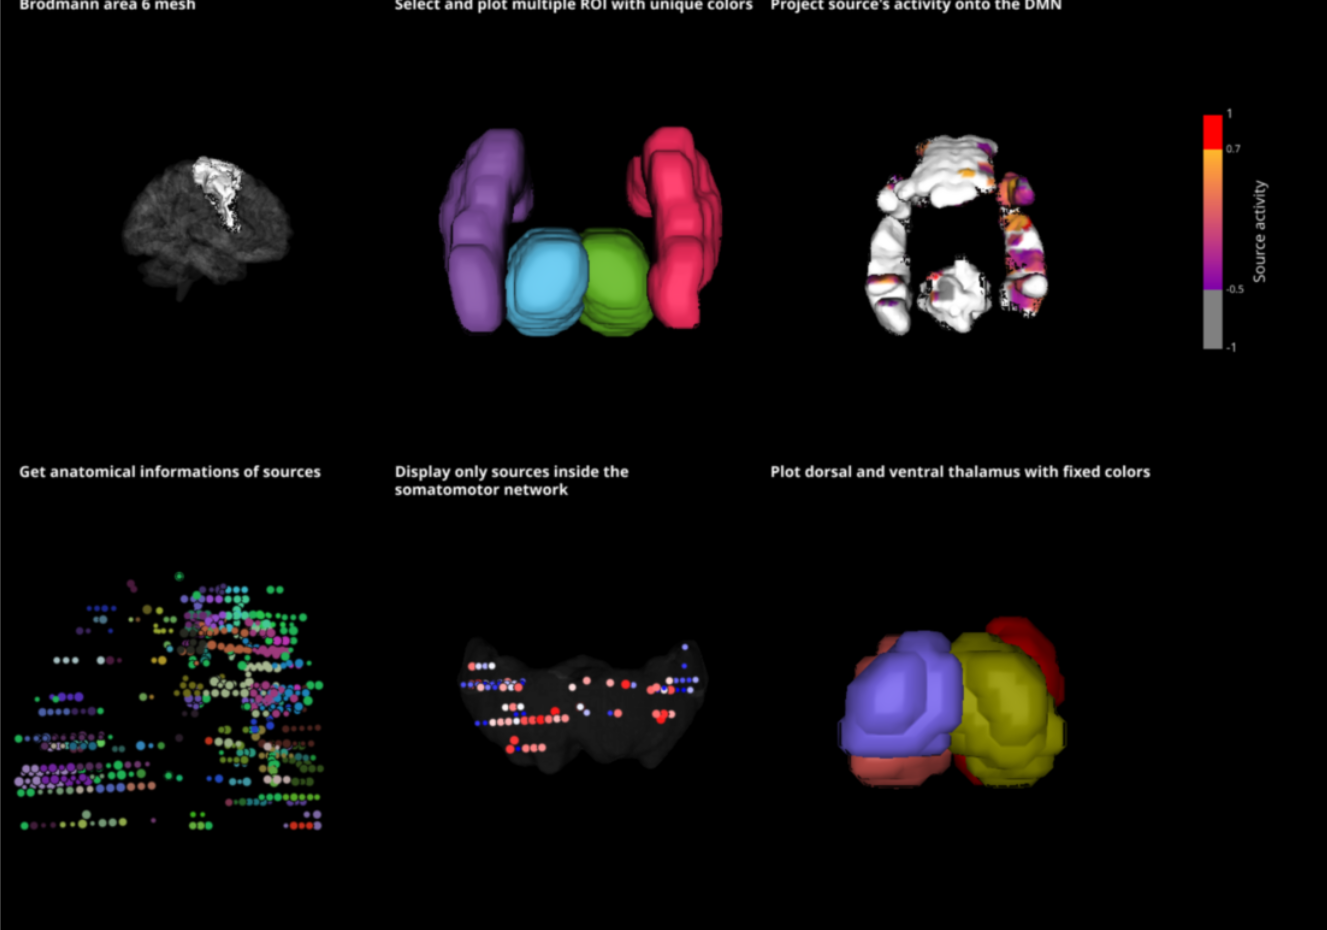 Brodmann area 6 mesh
Select and plot multiple ROI with unique colors
Project source's activity onto the DMN
1
0.7
Source activity
-0.5
-1
Get anatomical informations of sources
Display only sources inside the
somatomotor network
Plot dorsal and ventral thalamus with fixed colors